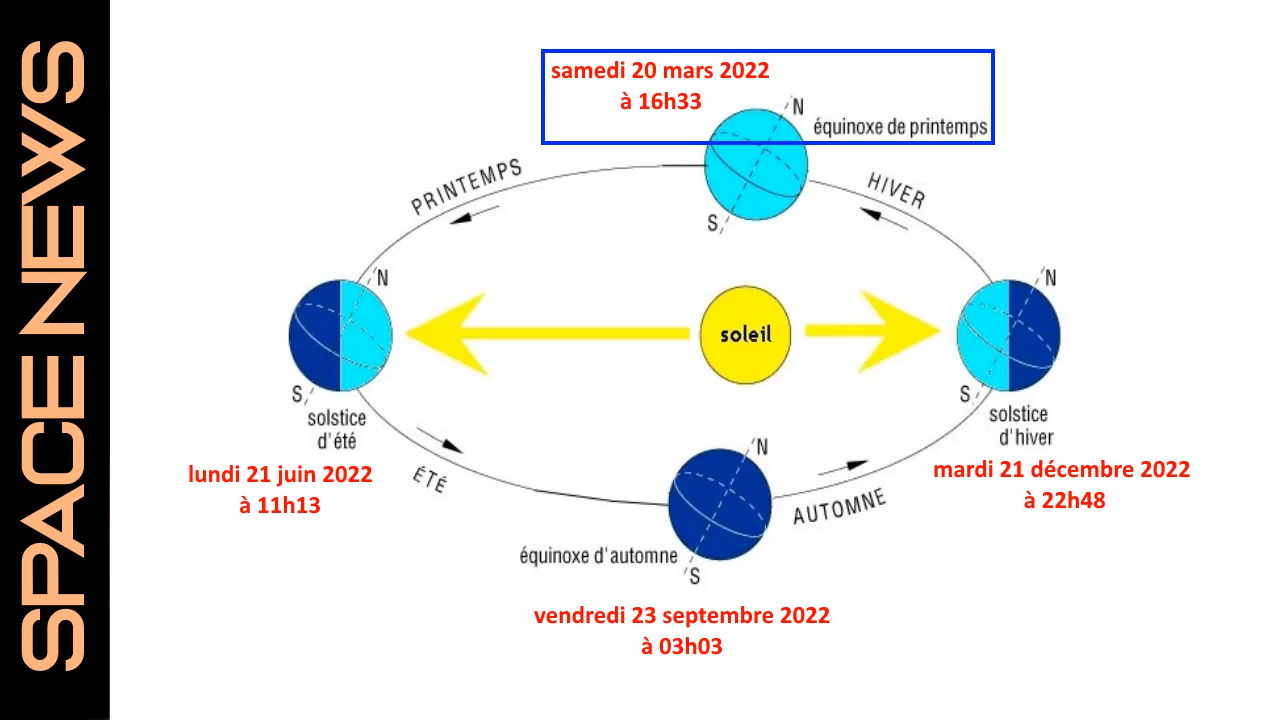 SPACE NEWS
samedi 20 mars 2022
à 16h33
N
équinoxe de printemps
PRINTEMPS
HIVER
S
N
N
soleil
S
solstice
d'été
S
solstice
d'hiver
lundi 21 juin 2022
à 11h13
ÉTÉ
N
mardi 21 décembre 2022
à 22h48
AUTOMNE
équinoxe d'automne
S
vendredi 23 septembre 2022
à 03h03